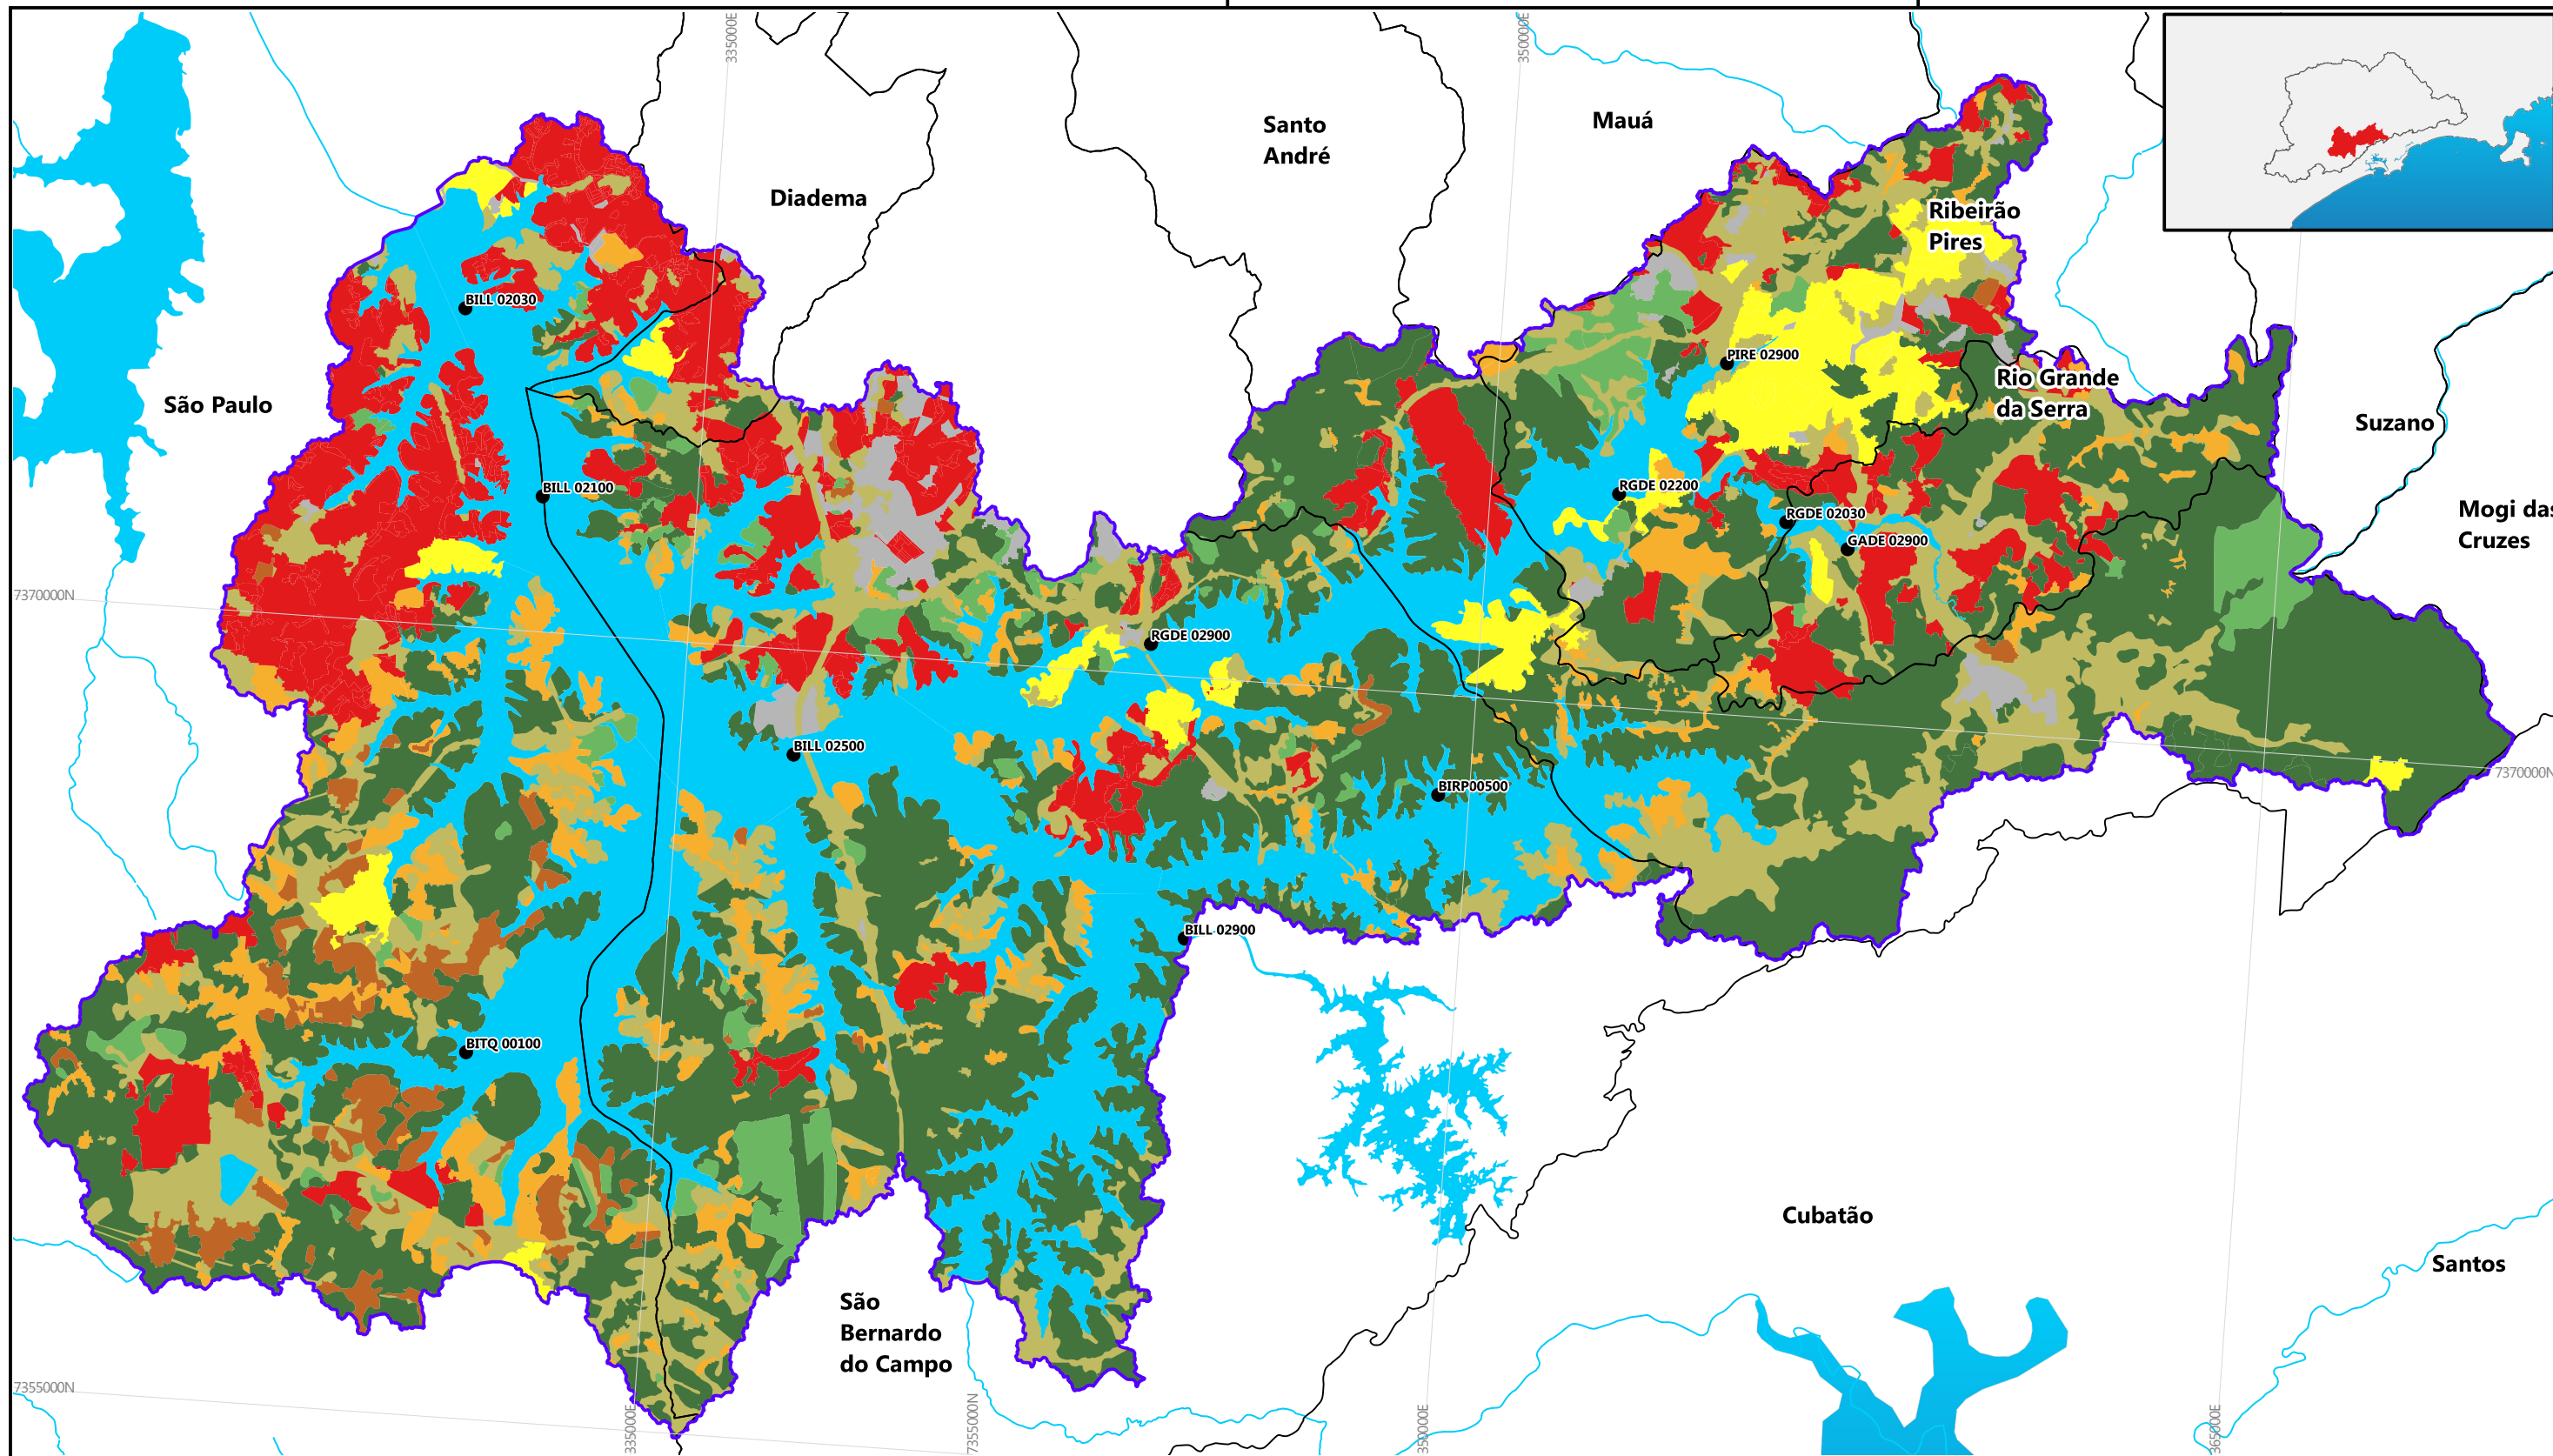 335000E
350000E
Santo
André
Mauá
Diadema
Ribeirão
Pires
BILL 02030
PIRE 02900
Rio Grande
da Serra
São Paulo
Suzano
BILL 02100
RGDE 02200
RGDE 02030
Mogi das
Cruzes
GADE 02900
7370000N
RGDE 02900
BILL 02500
7370000N
BIRP00500
BILL 02900
BITQ 00100
Cubatão
Santos
São
Bernardo
do Campo
7355000N
335000E
7355000N
350000E
365000E